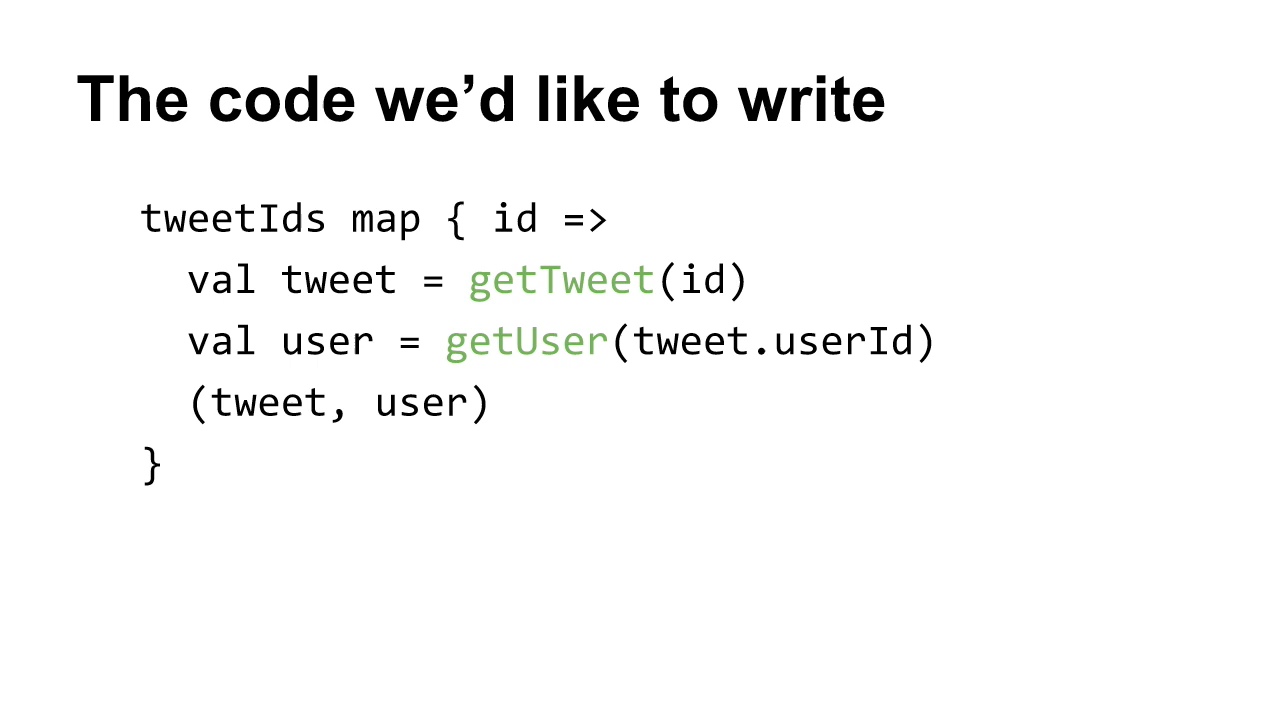 The code we’d like to write
tweetIds map { id =>
  val tweet = getTweet(id)
  val user = getUser(tweet.userId)
  (tweet, user)
}